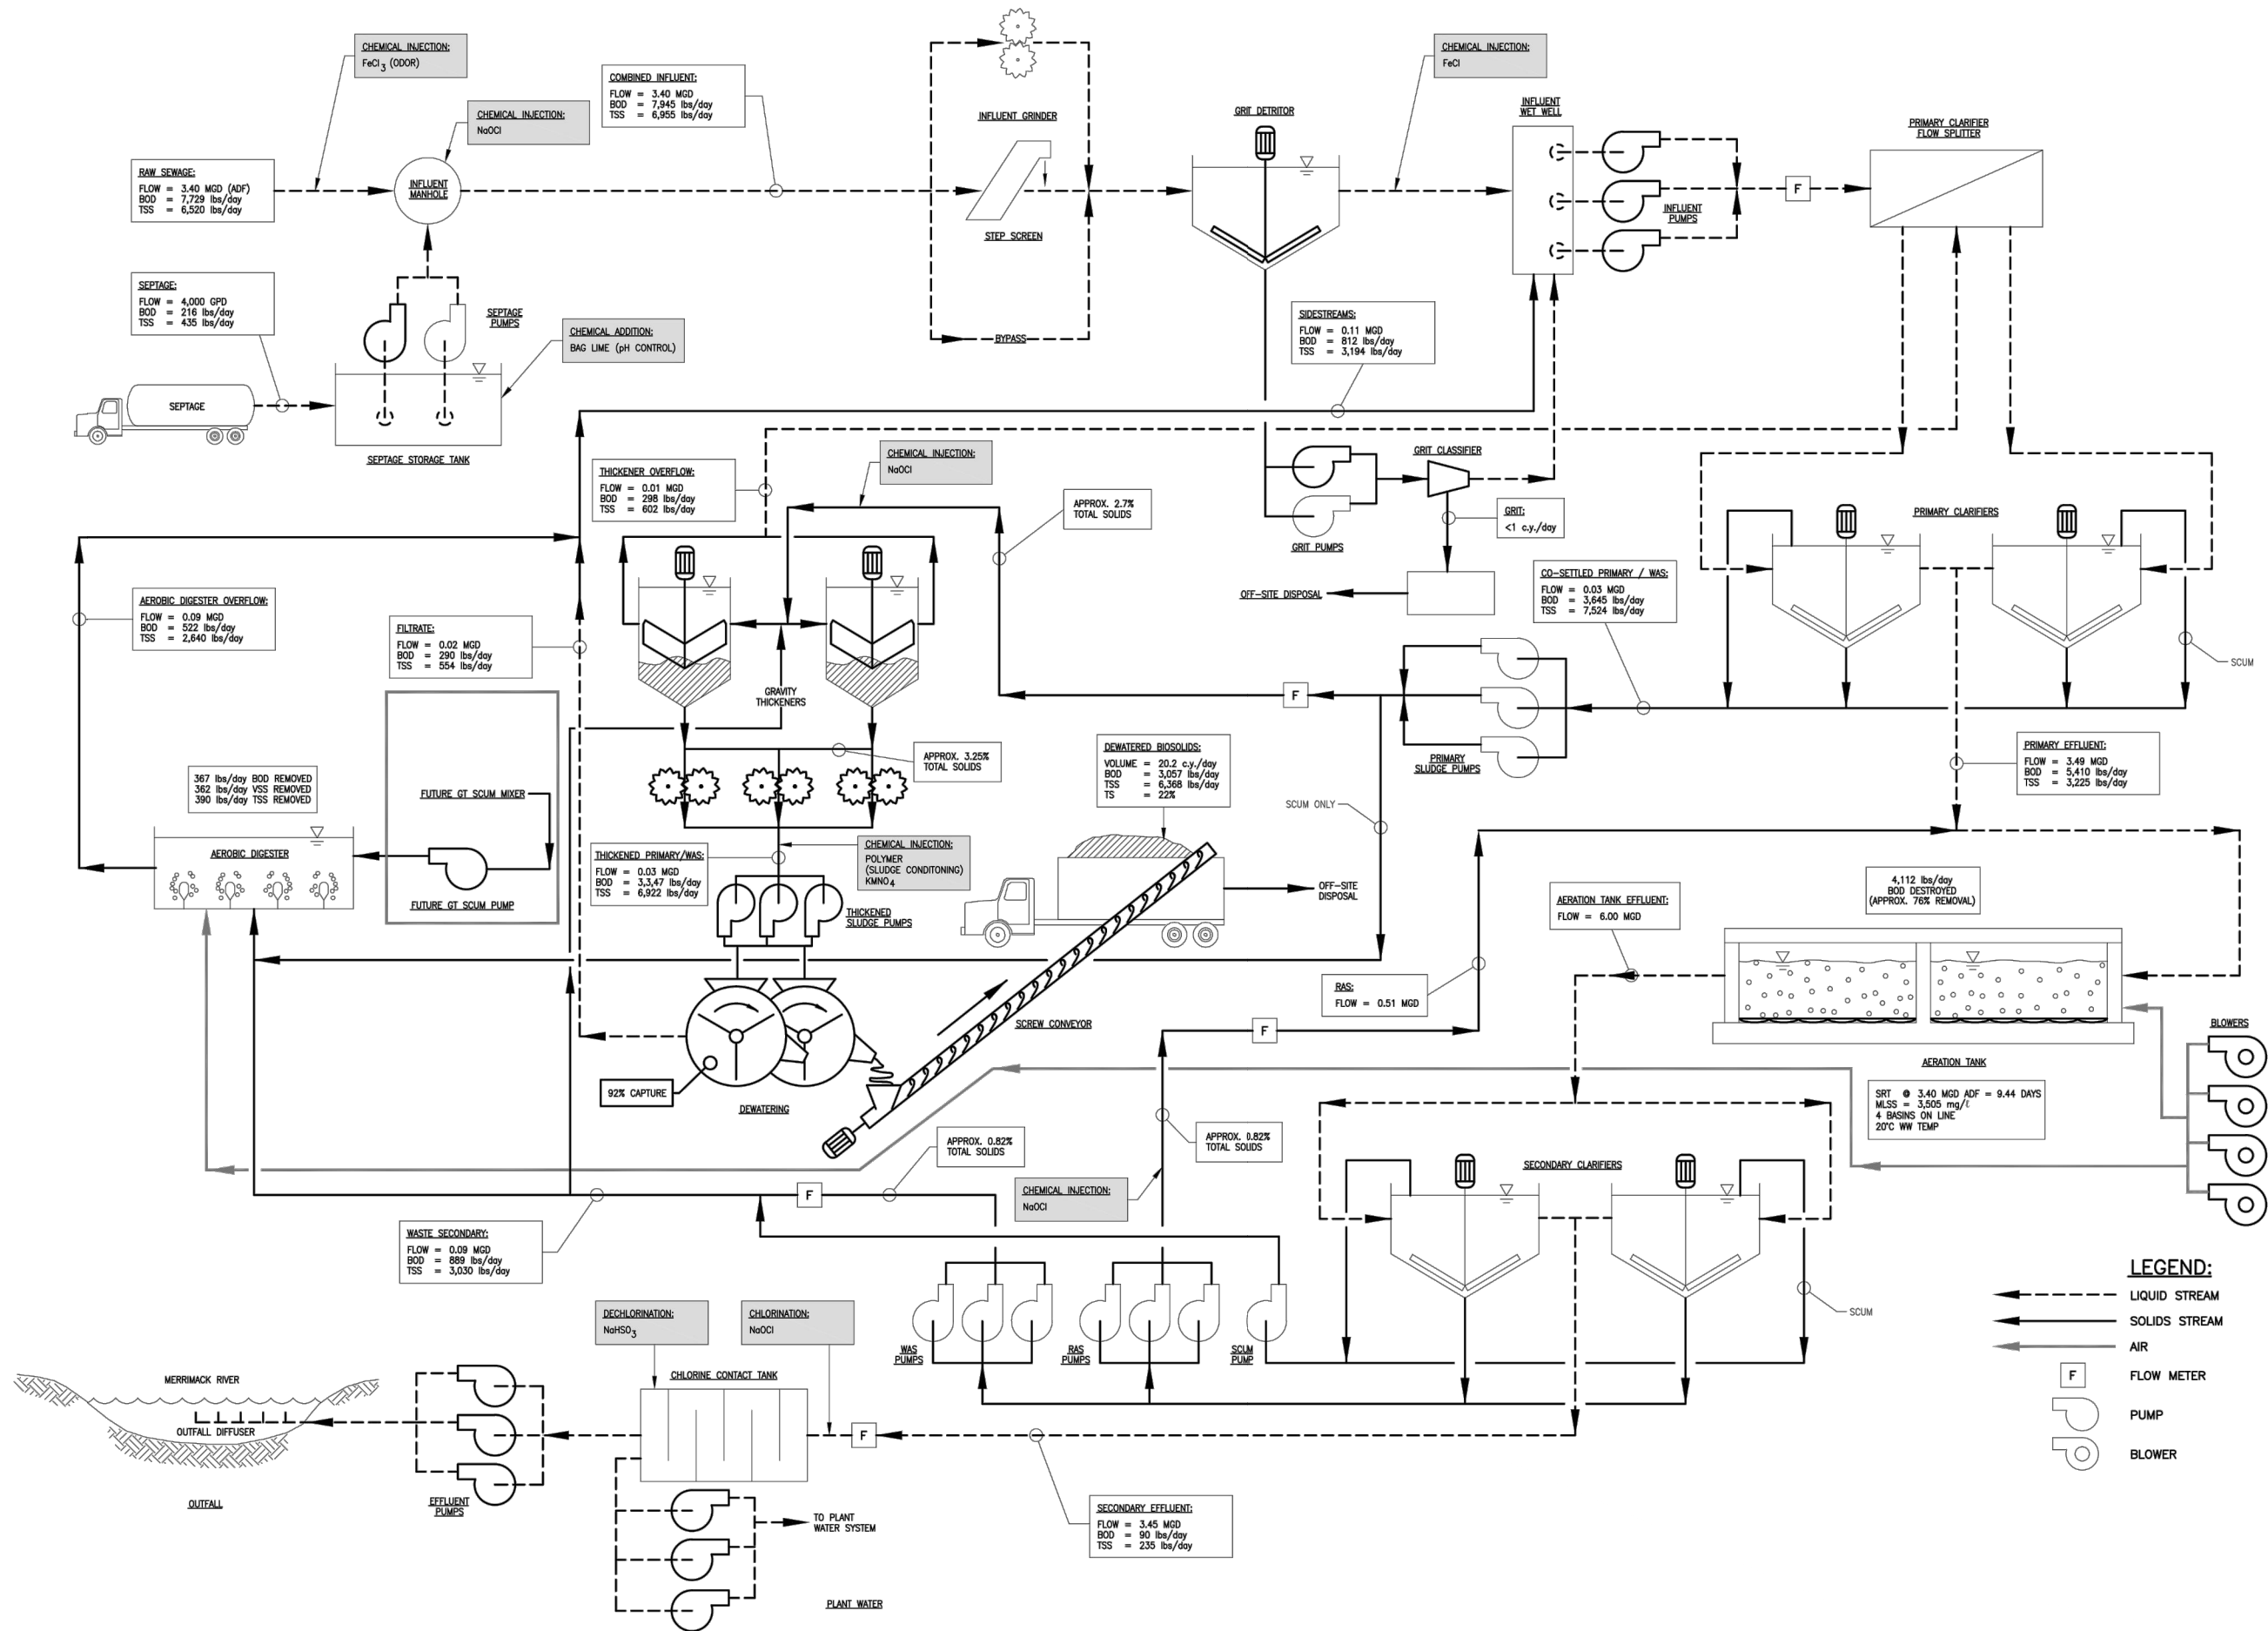 CHEMICAL INJECTION:
FeCl3 (ODOR)
CHEMICAL INJECTION:
NaOCl
COMBINED INFLUENT:
FLOW = 3.40 MGD
BOD = 7,945 lbs/day
TSS = 6,955 lbs/day
INFLUENT GRINDER
STEP SCREEN
BYPASS
GRIT DETRITOR
CHEMICAL INJECTION:
FeCl
INFLUENT
WET WELL
INFLUENT
PUMPS
F
PRIMARY CLARIFIER
FLOW SPLITTER
RAW SEWAGE:
FLOW = 3.40 MGD (ADF)
BOD = 7,729 lbs/day
TSS = 6,520 lbs/day
INFLUENT
MANHOLE
SEPTAGE:
FLOW = 4,000 GPD
BOD = 216 lbs/day
TSS = 435 lbs/day
SEPTAGE
PUMPS
CHEMICAL ADDITION:
BAG LIME (pH CONTROL)
SEPTAGE
SEPTAGE STORAGE TANK
SIDESTREAMS:
FLOW = 0.11 MGD
BOD = 812 lbs/day
TSS = 3,194 lbs/day
THICKENER OVERFLOW:
FLOW = 0.01 MGD
BOD = 298 lbs/day
TSS = 602 lbs/day
CHEMICAL INJECTION:
NaOCl
APPROX. 2.7%
TOTAL SOLIDS
GRIT CLASSIFIER
GRIT:
<1 c.y./day
GRIT PUMPS
OFF-SITE DISPOSAL
PRIMARY CLARIFIERS
CO-SETTLED PRIMARY / WAS:
FLOW = 0.03 MGD
BOD = 3,645 lbs/day
TSS = 7,524 lbs/day
SCUM
AEROBIC DIGESTER OVERFLOW:
FLOW = 0.09 MGD
BOD = 522 lbs/day
TSS = 2,640 lbs/day
FILTRATE:
FLOW = 0.02 MGD
BOD = 290 lbs/day
TSS = 554 lbs/day
GRAVITY
THICKENERS
F
PRIMARY
SLUDGE PUMPS
PRIMARY EFFLUENT:
FLOW = 3.49 MGD
BOD = 5,410 lbs/day
TSS = 3,225 lbs/day
APPROX. 3.25%
TOTAL SOLIDS
DEWATERED BIOSOLIDS:
VOLUME = 20.2 c.y./day
BOD = 3,057 lbs/day
TSS = 6,368 lbs/day
TS = 22%
SCUM ONLY
367 lbs/day BOD REMOVED
362 lbs/day VSS REMOVED
390 lbs/day TSS REMOVED
FUTURE GT SCUM MIXER
FUTURE GT SCUM PUMP
AEROBIC DIGESTER
THICKENED PRIMARY/WAS:
FLOW = 0.03 MGD
BOD = 3,3,47 lbs/day
TSS = 6,922 lbs/day
CHEMICAL INJECTION:
POLYMER
(SLUDGE CONDITONING)
KMNO4
THICKENED
SLUDGE PUMPS
OFF-SITE
DISPOSAL
AERATION TANK EFFLUENT:
FLOW = 6.00 MGD
4,112 lbs/day
BOD DESTROYED
(APPROX. 76% REMOVAL)
RAS:
FLOW = 0.51 MGD
SCREW CONVEYOR
F
92% CAPTURE
DEWATERING
AERATION TANK
BLOWERS
SRT @ 3.40 MGD ADF = 9.44 DAYS
MLSS = 3,505 mg/ℓ
4 BASINS ON LINE
20°C WW TEMP
APPROX. 0.82%
TOTAL SOLIDS
APPROX. 0.82%
TOTAL SOLIDS
SECONDARY CLARIFIERS
CHEMICAL INJECTION:
NaOCl
F
WASTE SECONDARY:
FLOW = 0.09 MGD
BOD = 889 lbs/day
TSS = 3,030 lbs/day
WAS
PUMPS
RAS
PUMPS
SCUM
PUMP
SCUM
LEGEND:
LIQUID STREAM
SOLIDS STREAM
AIR
F
FLOW METER
PUMP
BLOWER
DECHLORINATION:
NaHSO3
CHLORINATION:
NaOCl
CHLORINE CONTACT TANK
MERRIMACK RIVER
OUTFALL DIFFUSER
OUTFALL
EFFLUENT
PUMPS
F
TO PLANT
WATER SYSTEM
PLANT WATER
SECONDARY EFFLUENT:
FLOW = 3.45 MGD
BOD = 90 lbs/day
TSS = 235 lbs/day